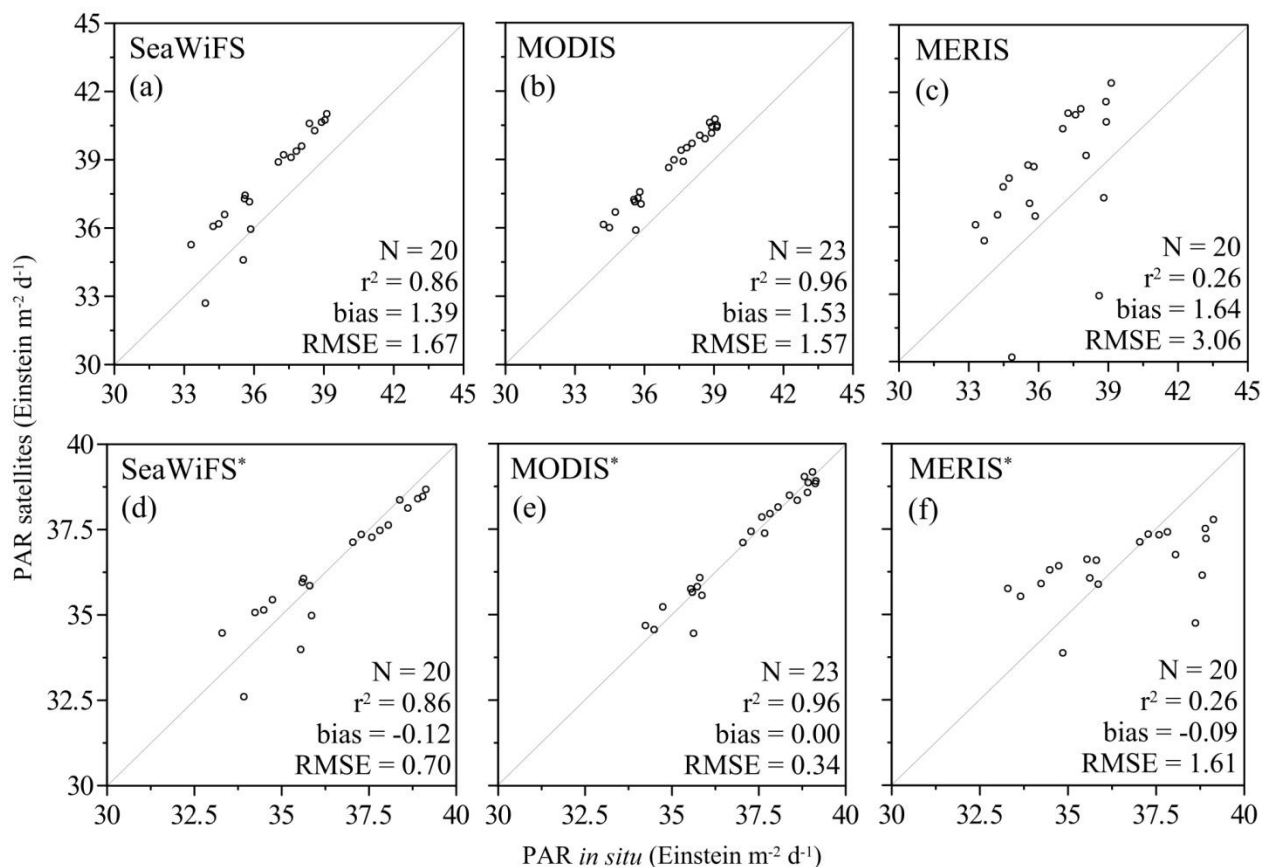 PAR satellites (Einstein m⁻² d⁻¹)
SeaWiFS
(a)
N = 20
r² = 0.86
bias = 1.39
RMSE = 1.67
45
42
39
36
33
30
30 33 36 39 42 45
MODIS
(b)
N = 23
r² = 0.96
bias = 1.53
RMSE = 1.57
30 33 36 39 42 45
MERIS
(c)
N = 20
r² = 0.26
bias = 1.64
RMSE = 3.06
30 33 36 39 42 45
SeaWiFS*
(d)
N = 20
r² = 0.86
bias = -0.12
RMSE = 0.70
40
37.5
35
32.5
30
30 32.5 35 37.5 40
MODIS*
(e)
N = 23
r² = 0.96
bias = 0.00
RMSE = 0.34
30 32.5 35 37.5 40
MERIS*
(f)
N = 20
r² = 0.26
bias = -0.09
RMSE = 1.61
30 32.5 35 37.5 40
PAR in situ (Einstein m⁻² d⁻¹)